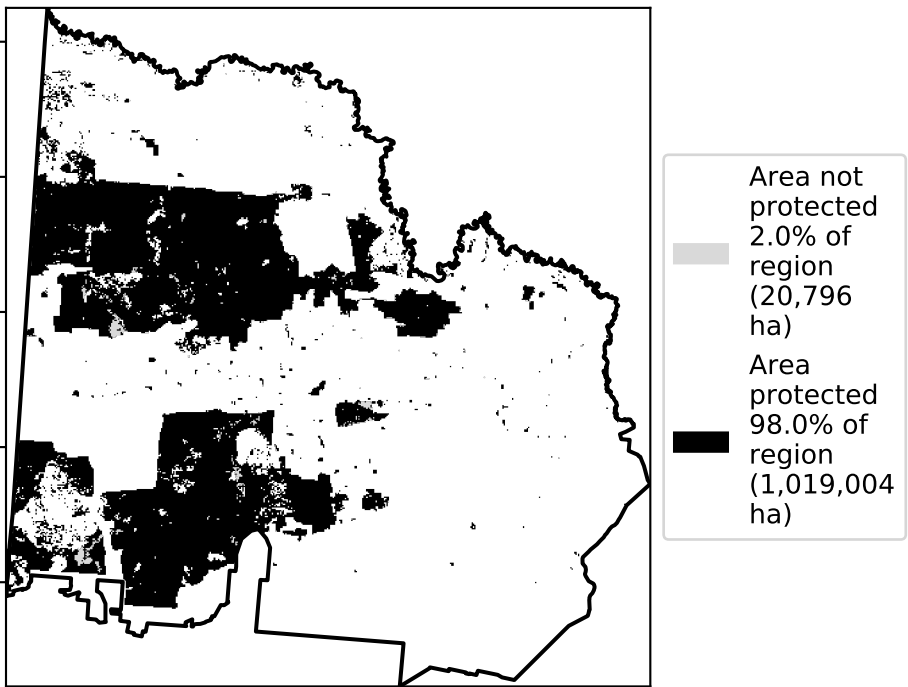 Area not
protected
2.0% of
region
(20,796
ha)
Area
protected
98.0% of
region
(1,019,004
ha)